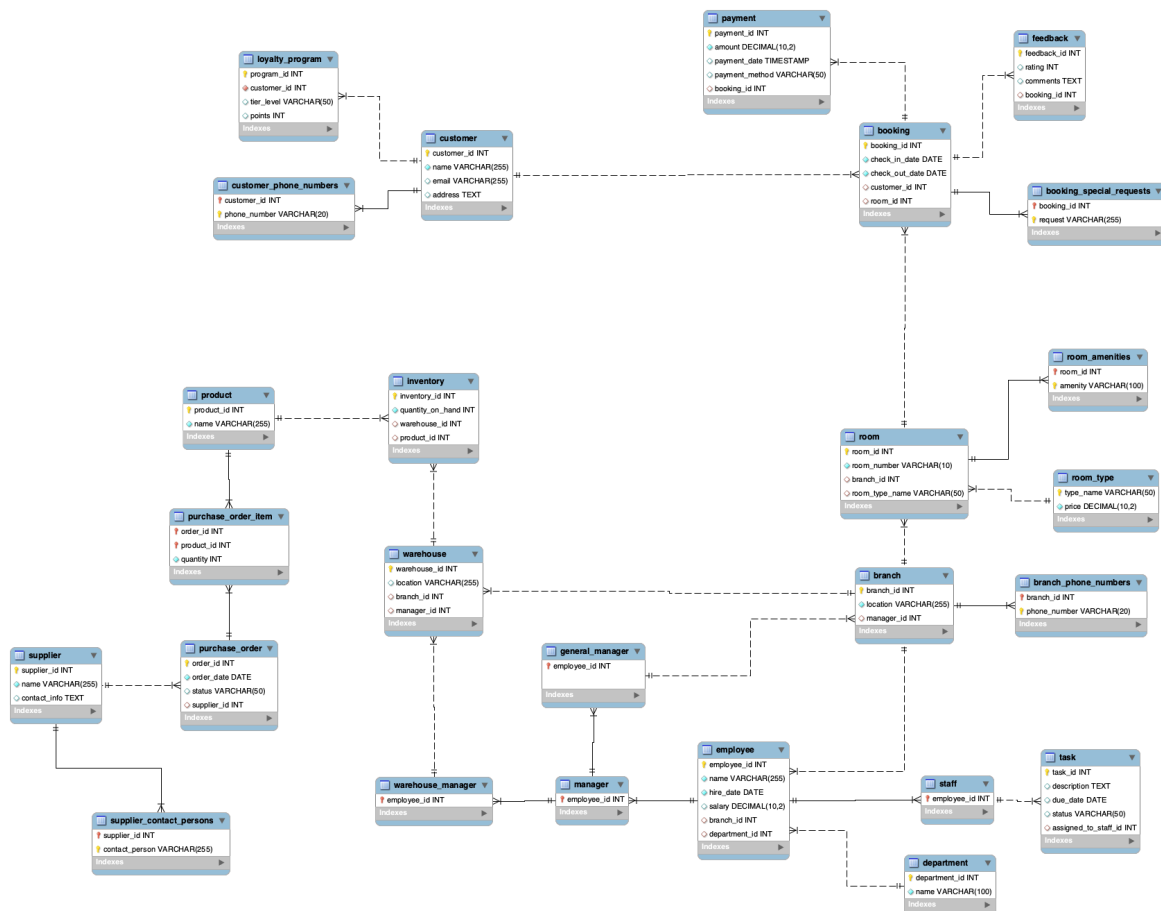 payment
payment_id INT
amount DECIMAL(10,2)
payment_date TIMESTAMP
payment_method VARCHAR(50)
booking_id INT
Indexes
feedback
feedback_id INT
rating INT
comments TEXT
booking_id INT
Indexes
loyalty_program
program_id INT
customer_id INT
tier_level VARCHAR(50)
points INT
Indexes
customer
customer_id INT
name VARCHAR(255)
email VARCHAR(255)
address TEXT
Indexes
booking
booking_id INT
check_in_date DATE
check_out_date DATE
customer_id INT
room_id INT
Indexes
customer_phone_numbers
customer_id INT
phone_number VARCHAR(20)
Indexes
booking_special_requests
booking_id INT
request VARCHAR(255)
Indexes
room_amenities
room_id INT
amenity VARCHAR(100)
Indexes
product
product_id INT
name VARCHAR(255)
Indexes
inventory
inventory_id INT
quantity_on_hand INT
warehouse_id INT
product_id INT
Indexes
room
room_id INT
room_number VARCHAR(10)
branch_id INT
room_type_name VARCHAR(50)
Indexes
room_type
type_name VARCHAR(50)
price DECIMAL(10,2)
Indexes
purchase_order_item
order_id INT
product_id INT
quantity INT
Indexes
warehouse
warehouse_id INT
location VARCHAR(255)
branch_id INT
manager_id INT
Indexes
branch
branch_id INT
location VARCHAR(255)
manager_id INT
Indexes
branch_phone_numbers
branch_id INT
phone_number VARCHAR(20)
Indexes
supplier
supplier_id INT
name VARCHAR(255)
contact_info TEXT
Indexes
purchase_order
order_id INT
order_date DATE
status VARCHAR(50)
supplier_id INT
Indexes
general_manager
employee_id INT
Indexes
warehouse_manager
employee_id INT
Indexes
manager
employee_id INT
Indexes
employee
employee_id INT
name VARCHAR(255)
hire_date DATE
salary DECIMAL(10,2)
branch_id INT
department_id INT
Indexes
staff
employee_id INT
Indexes
task
task_id INT
description TEXT
due_date DATE
status VARCHAR(50)
assigned_to_staff_id INT
Indexes
supplier_contact_persons
supplier_id INT
contact_person VARCHAR(255)
Indexes
department
department_id INT
name VARCHAR(100)
Indexes